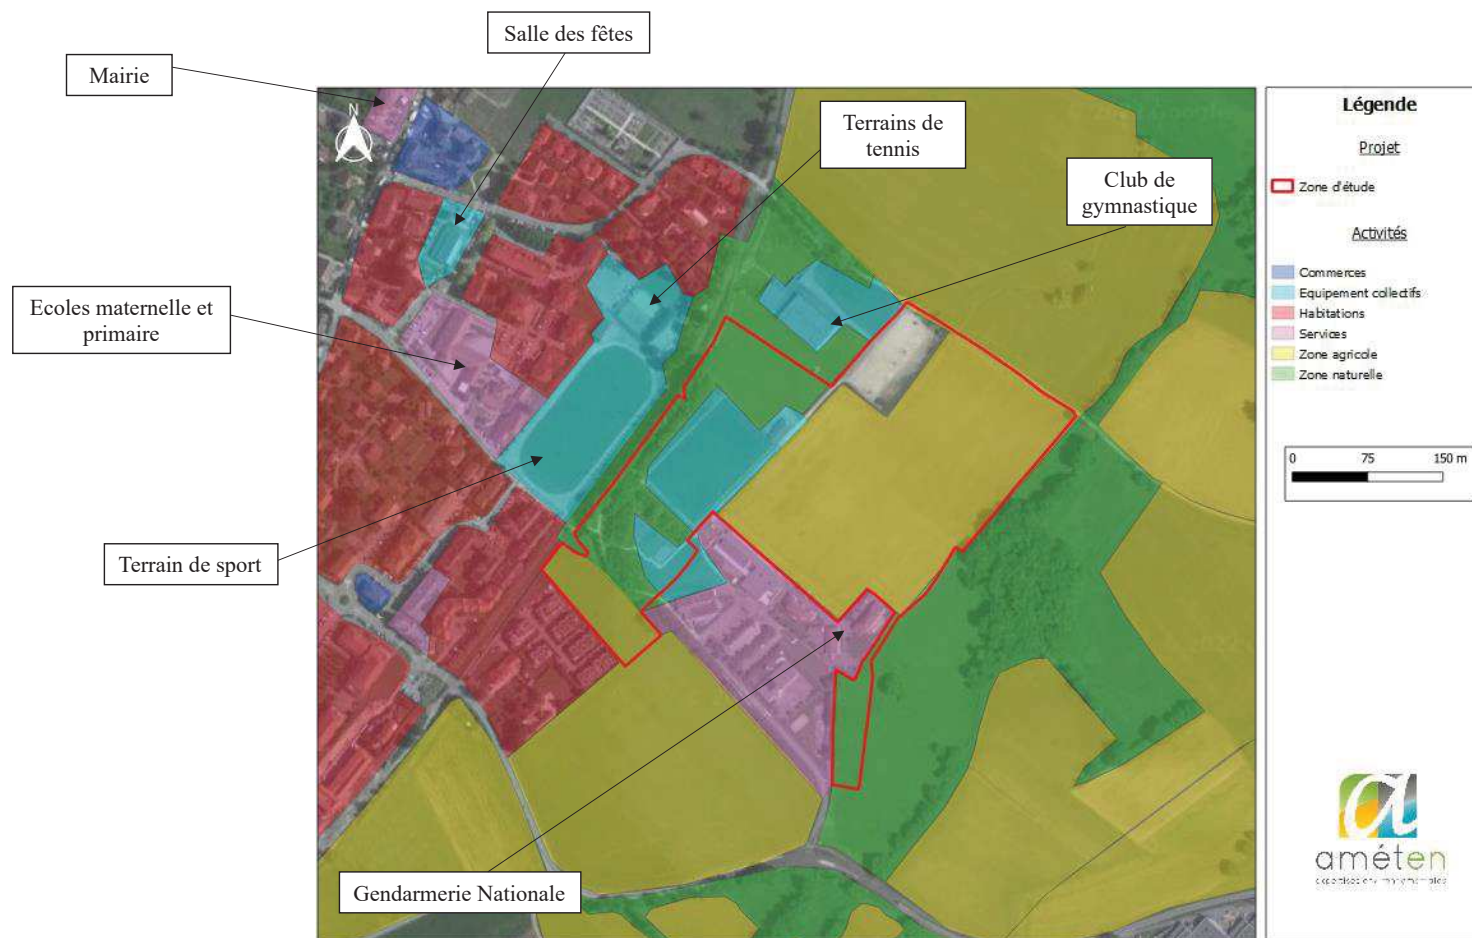 Salle des fêtes
Mairie
Terrains de
tennis
Club de
gymnastique
Ecoles maternelle et
primaire
Terrain de sport
Gendarmerie Nationale
N
Légende
Projet
Zone d'étude
Activités
Commerces
Equipement collectifs
Habitations
Services
Zone agricole
Zone naturelle
0 75 150 m
a
améten